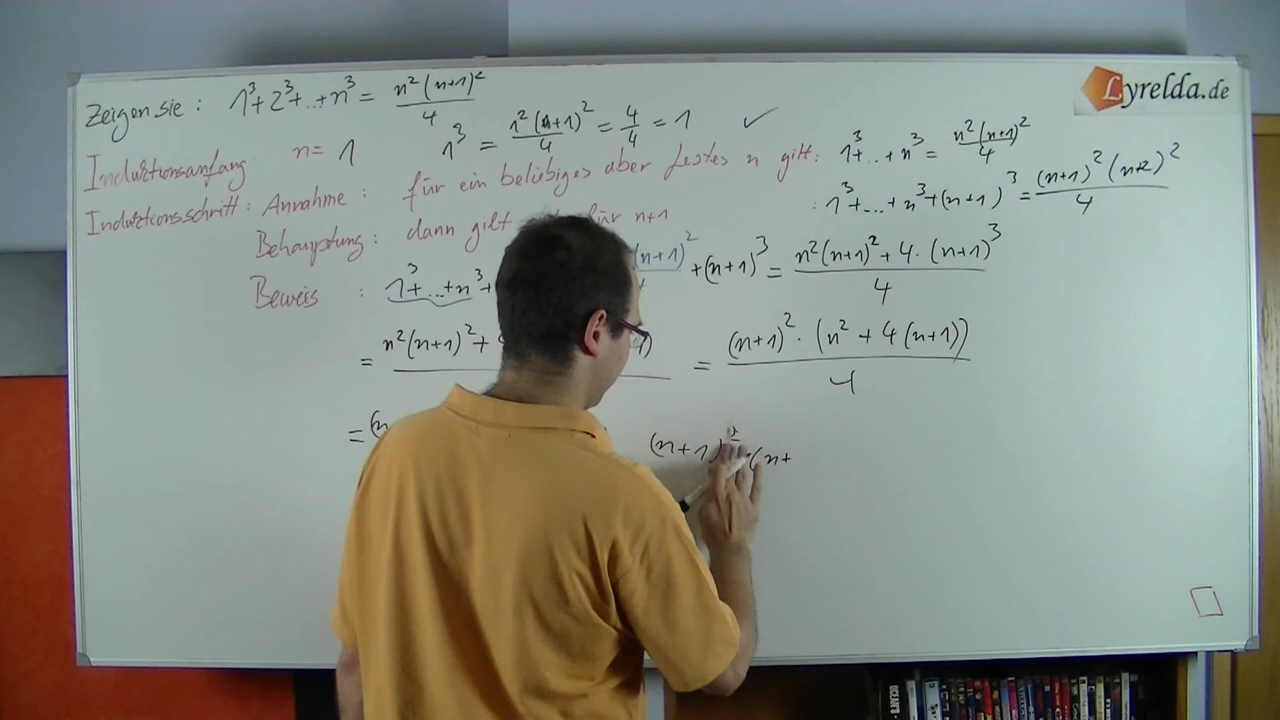 Zeigen sie : 1³+2³+..+n³ = n²(n+1)²/4
Lyrelda.de
Induktionsanfang n= 1 1³ = 1²(1+1)²/4 = 4/4 = 1 ✓
Induktionsschritt : Annahme : für ein beliebiges aber festes n gilt : 1³+...+n³ = n²(n+1)²/4
Behauptung : dann gilt für n+1 : 1³+...+n³+(n+1)³ = (n+1)²(n+2)²/4
Beweis : 1³+...+n³+ (n+1)²/4 +(n+1)³ = n²(n+1)²+4·(n+1)³/4
= n²(n+1)²+ = (n+1)²·(n²+4(n+1))/4
=(n (n+1)²·(n+